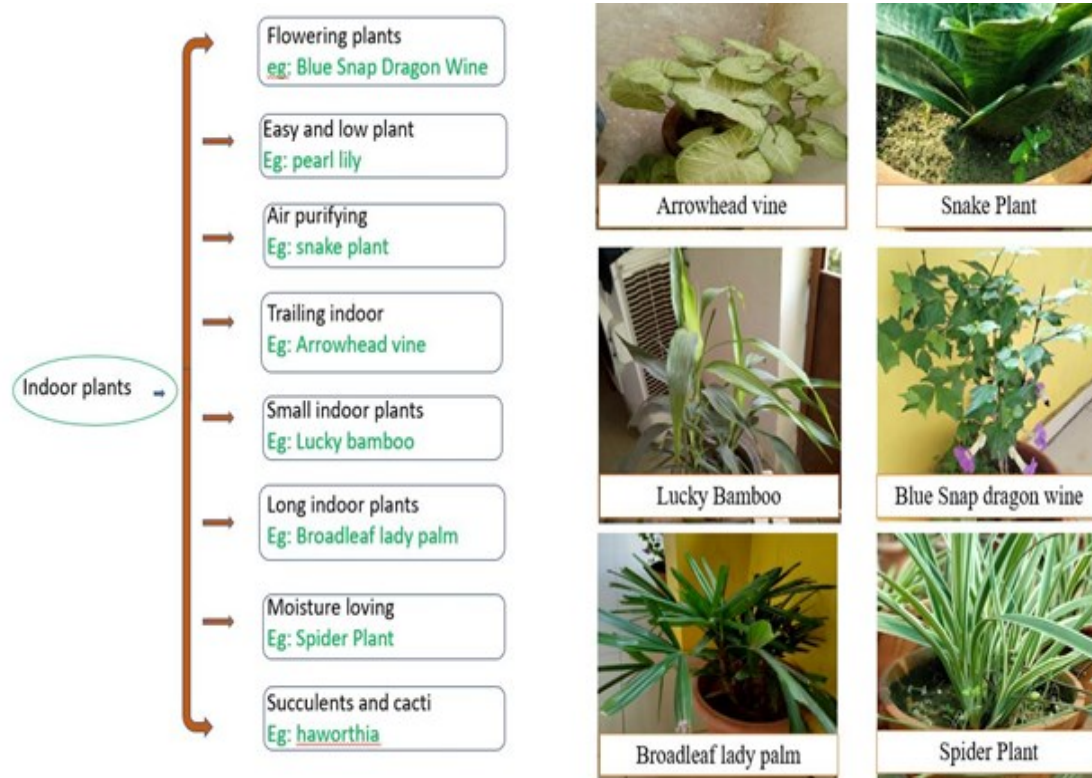 Flowering plants
eg: Blue Snap Dragon Wine
Easy and low plant
Eg: pearl lily
Air purifying
Eg: snake plant
Trailing indoor
Eg: Arrowhead vine
Indoor plants
Small indoor plants
Eg: Lucky bamboo
Long indoor plants
Eg: Broadleaf lady palm
Moisture loving
Eg: Spider Plant
Succulents and cacti
Eg: haworthia
Arrowhead vine
Snake Plant
Lucky Bamboo
Blue Snap dragon wine
Broadleaf lady palm
Spider Plant